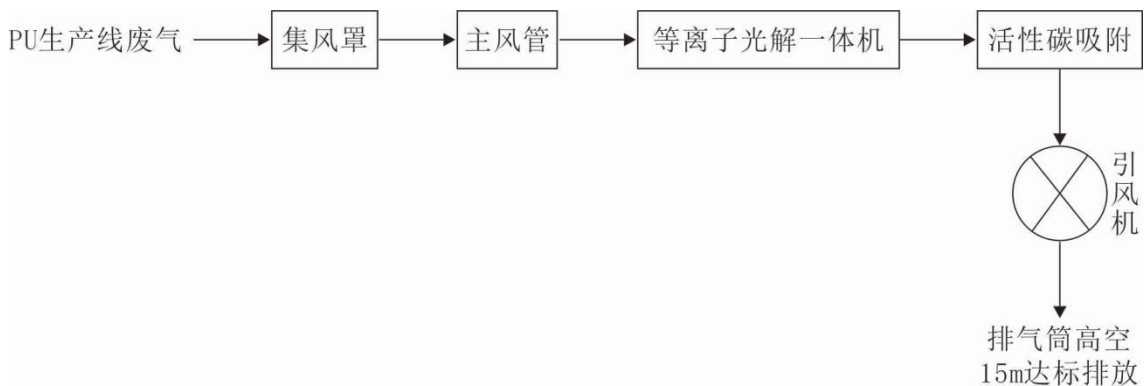 PU生产线废气
集风罩
主风管
等离子光解一体机
活性碳吸附
引风机
排气筒高空
15m达标排放